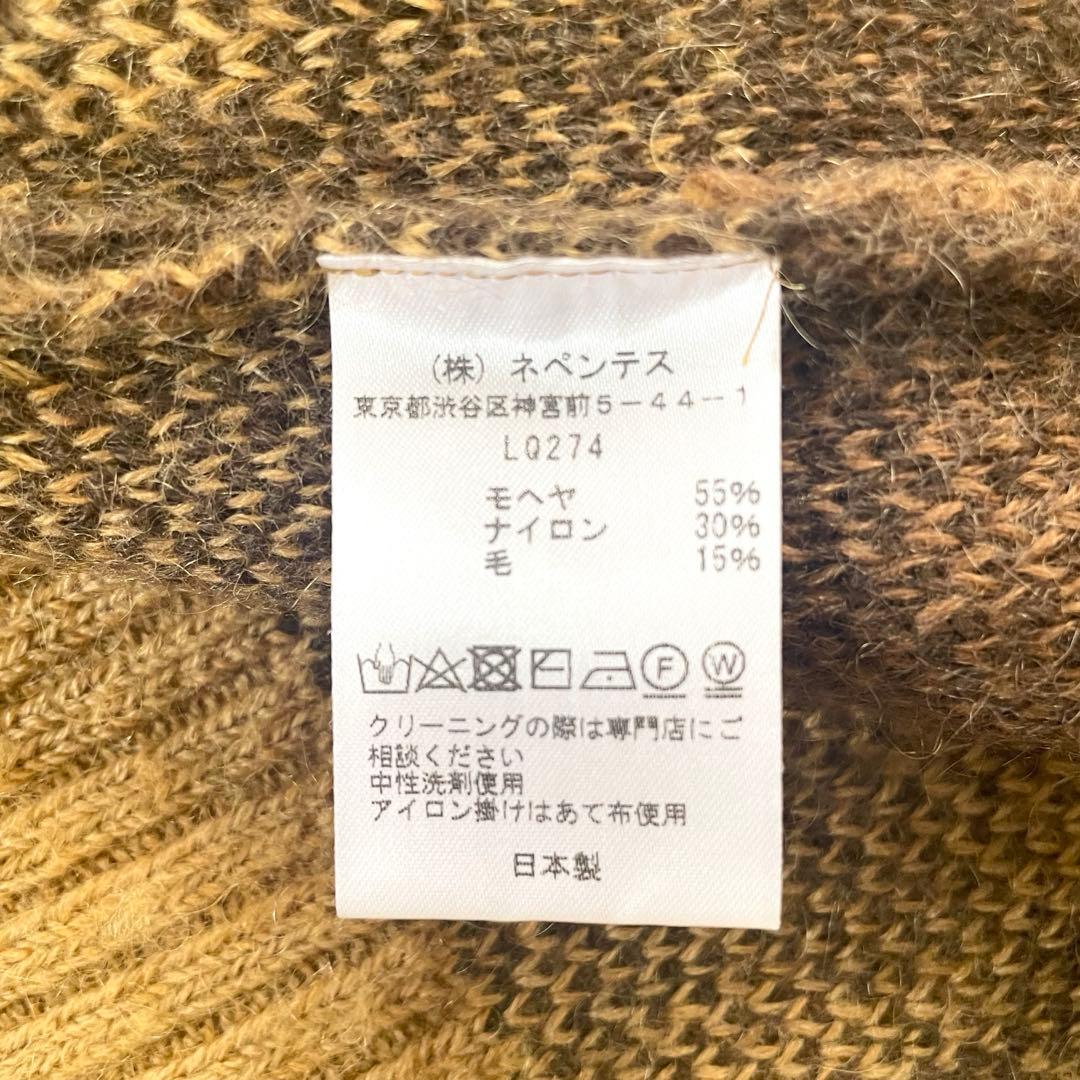 (株) ネペンテス
東京都渋谷区神宮前5-44-1
LQ274
モヘヤ 55%
ナイロン 30%
毛 15%
F W
クリーニングの際は専門店にご
相談ください
中性洗剤使用
アイロン掛けはあて布使用
日本製